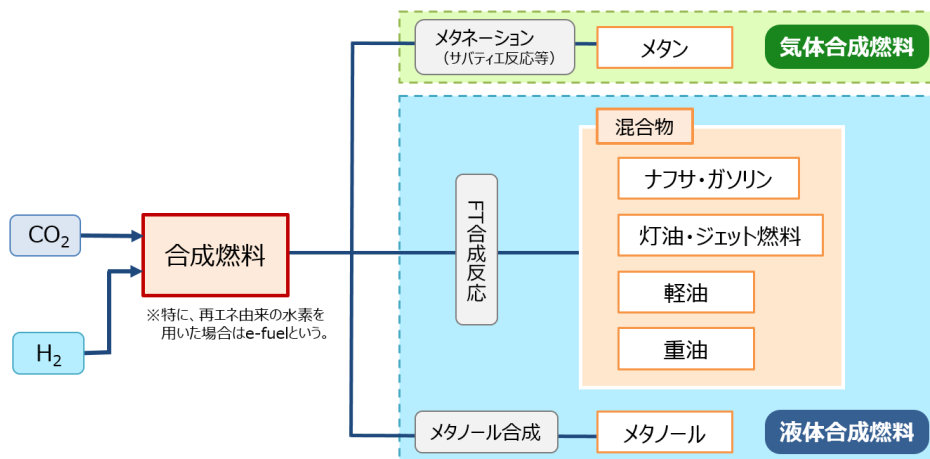 メタネーション
（サバティエ反応等）
メタン
気体合成燃料
混合物
ナフサ・ガソリン
灯油・ジェット燃料
軽油
重油
FT合成反応
CO₂
H₂
合成燃料
※特に、再エネ由来の水素を
用いた場合はe-fuelという。
メタノール合成
メタノール
液体合成燃料